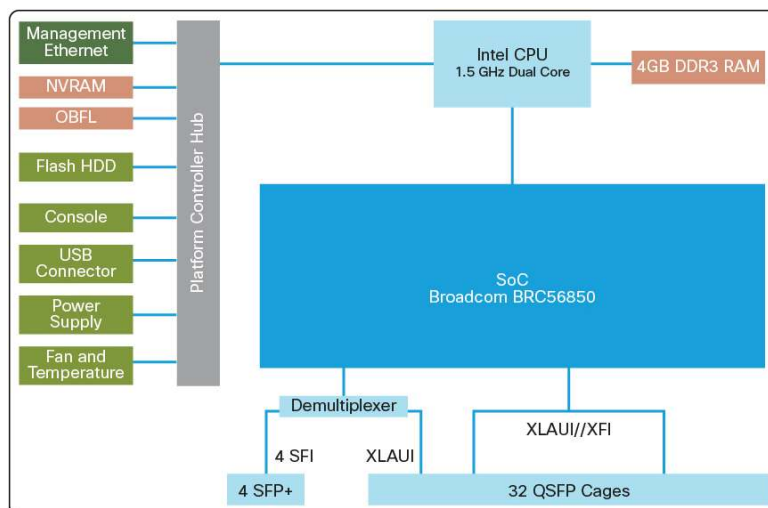 Management
Ethernet
NVRAM
OBFL
Flash HDD
Console
USB
Connector
Power
Supply
Fan and
Temperature
Platform Controller Hub
Intel CPU
1.5 GHz Dual Core
4GB DDR3 RAM
SoC
Broadcom BRC56850
Demultiplexer
4 SFI
XLAUI
XLAUI//XFI
4 SFP+
32 QSFP Cages